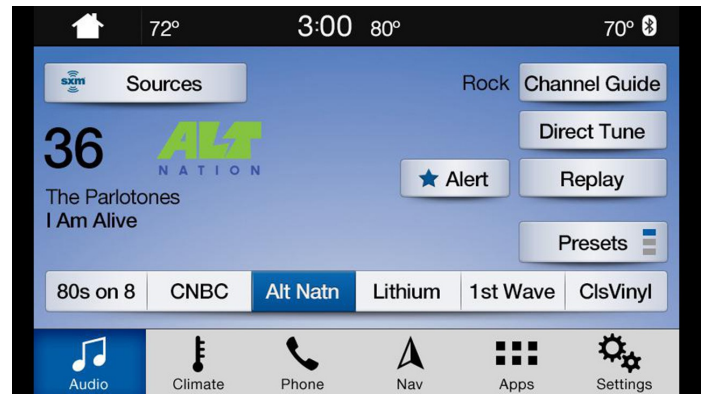 72º 3:00 80º 70º
sxm Sources
Rock Channel Guide
Direct Tune
36
ALT
NATION
Alert Replay
The Parlotones
I Am Alive
Presets
80s on 8 CNBC Alt Natn Lithium 1st Wave ClsVinyl
Audio Climate Phone Nav Apps Settings